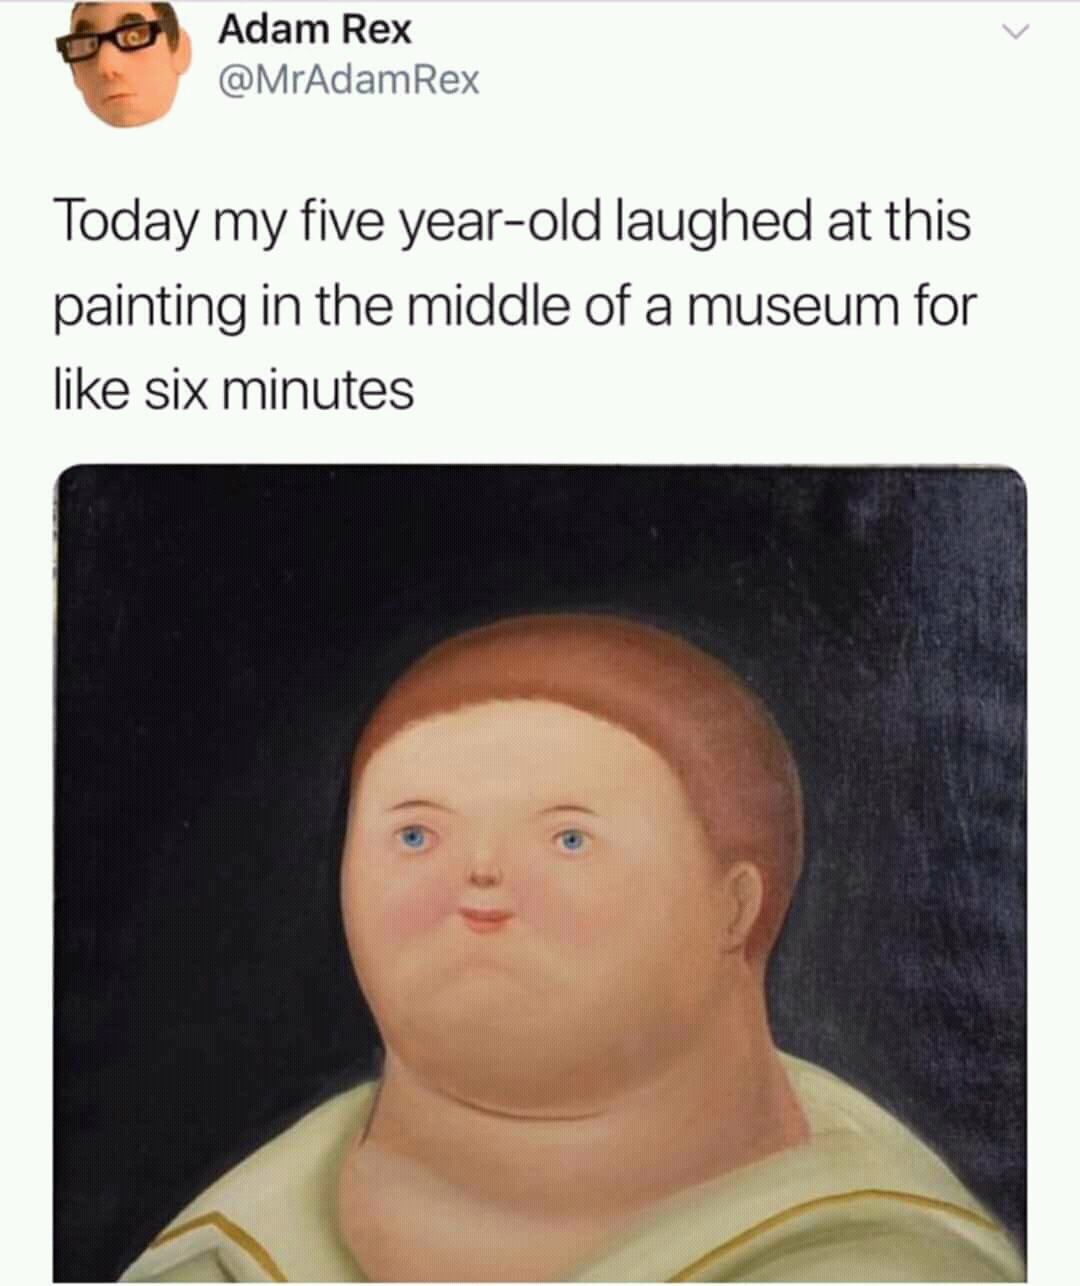 Adam Rex
@MrAdamRex
Today my five year-old laughed at this
painting in the middle of a museum for
like six minutes